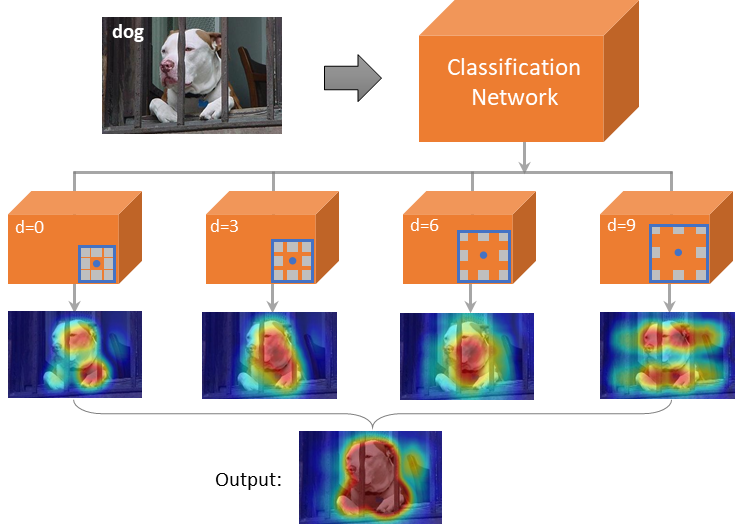 dog
Classification
Network
d=0
d=3
d=6
d=9
Output: